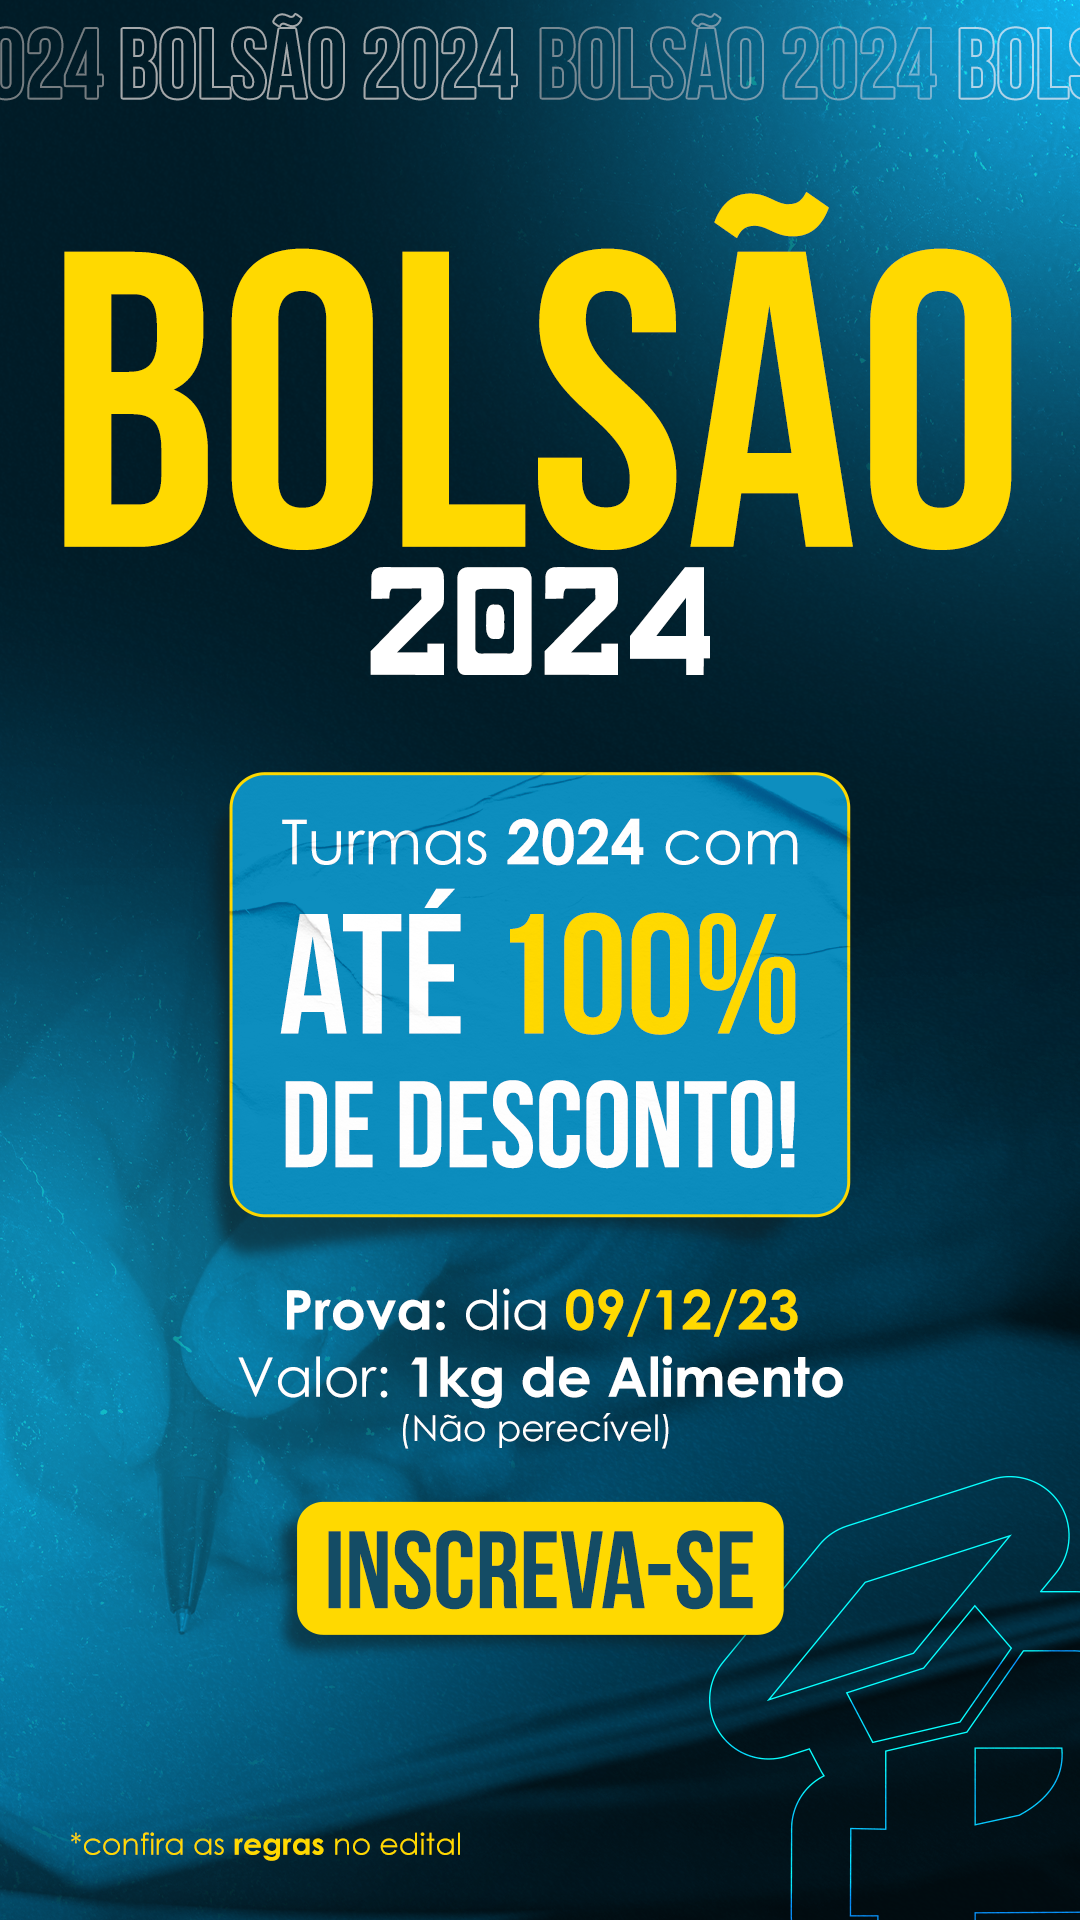 024 BOLSÃO 2024 BOLSÃO 2024 BOLS
BOLSÃO
2024
Turmas 2024 com
ATÉ 100%
DE DESCONTO!
Prova: dia 09/12/23
Valor: 1kg de Alimento
(Não perecível)
INSCREVA-SE
*confira as regras no edital